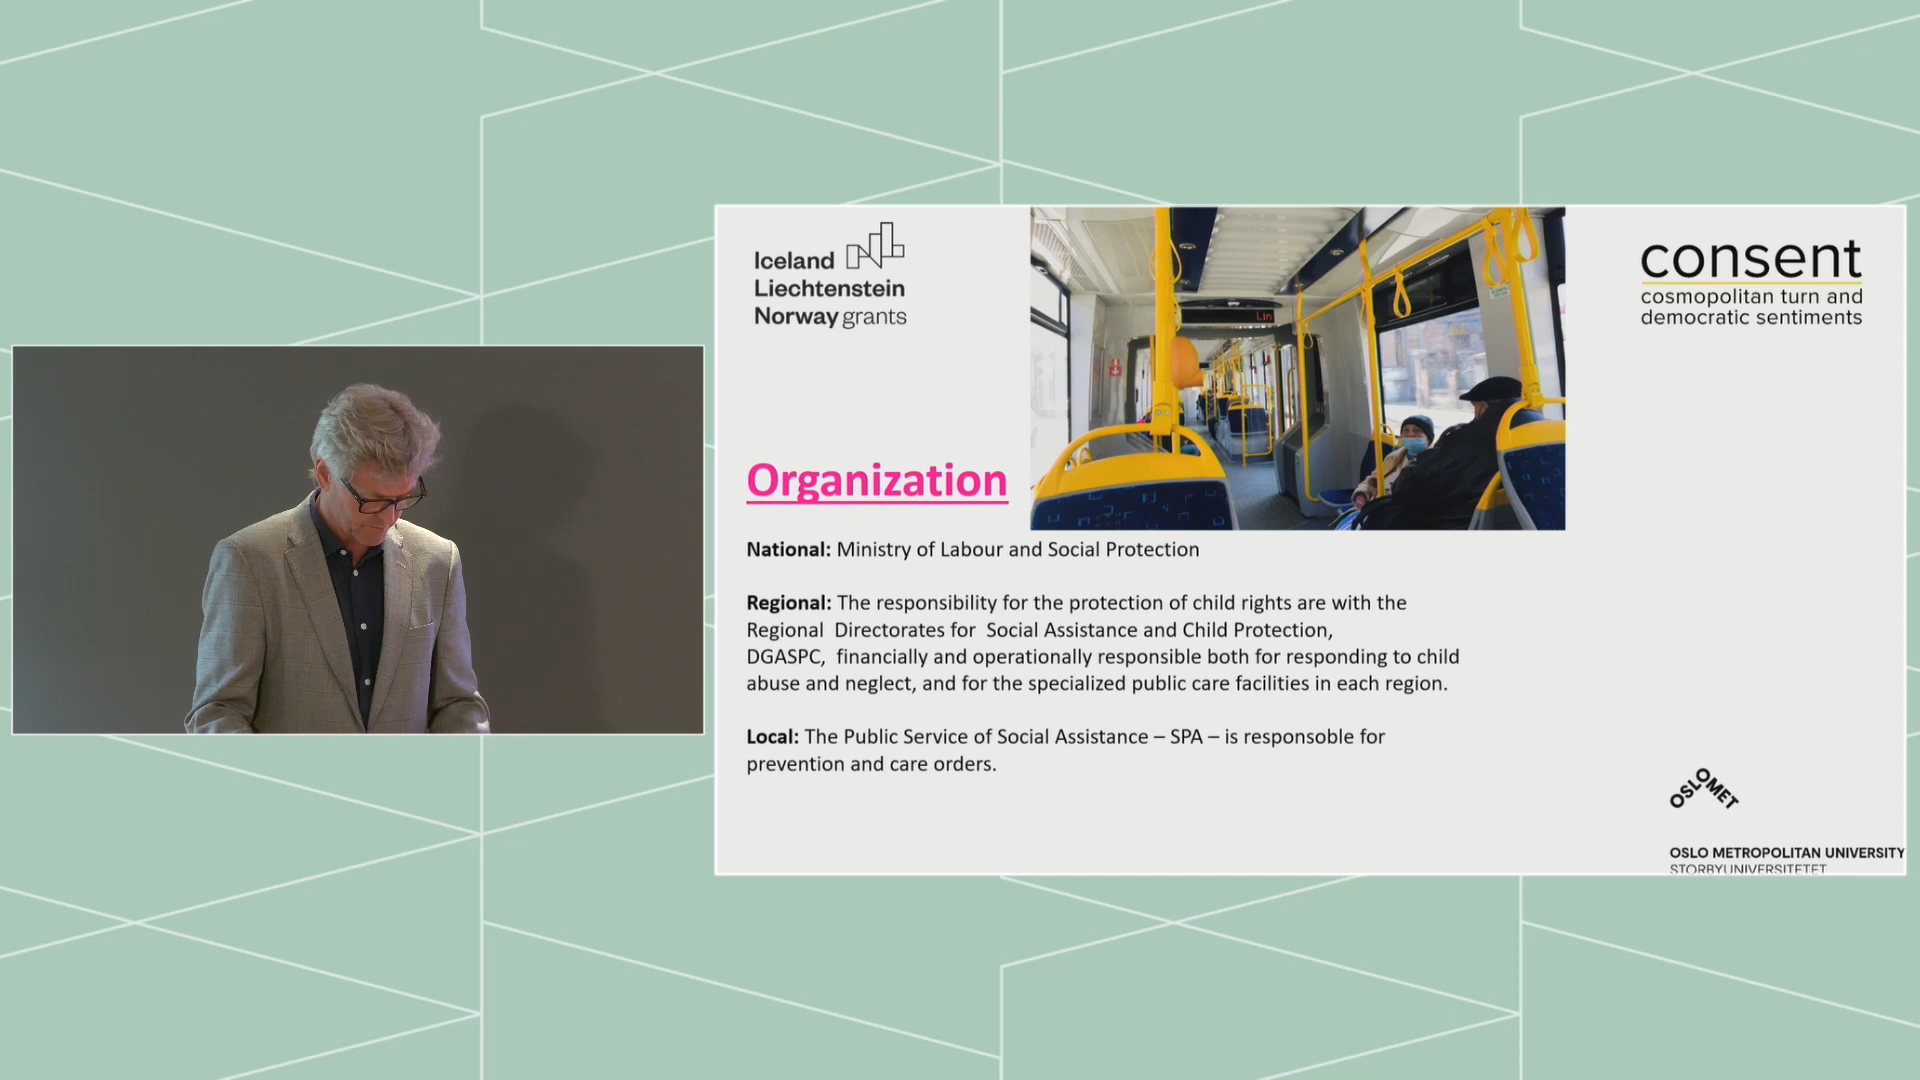 Iceland
Liechtenstein
Norway grants
consent
cosmopolitan turn and
democratic sentiments
Lin
Organization
National: Ministry of Labour and Social Protection
Regional: The responsibility for the protection of child rights are with the
Regional Directorates for Social Assistance and Child Protection,
DGASPC, financially and operationally responsible both for responding to child
abuse and neglect, and for the specialized public care facilities in each region.
Local: The Public Service of Social Assistance – SPA – is responsoble for
prevention and care orders.
OSLOMET
OSLO METROPOLITAN UNIVERSITY
STORBYUNIVERSITETET